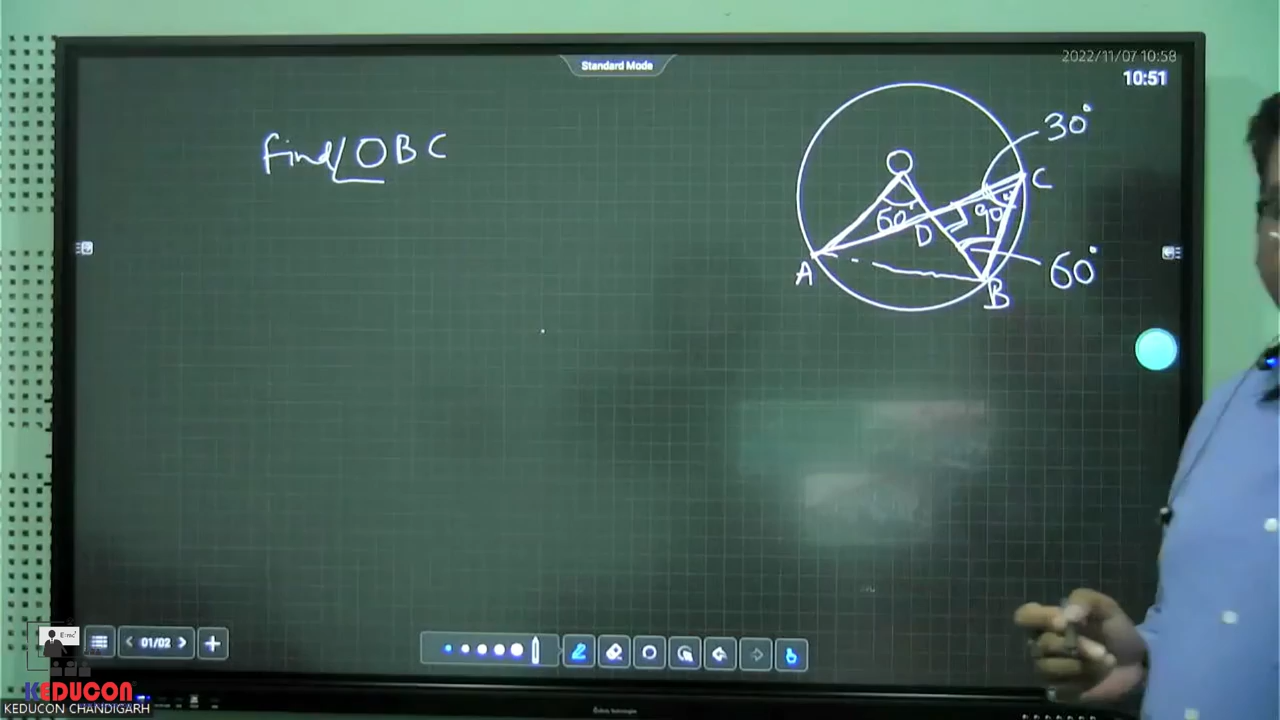 Standard Mode
2022/11/07 10:58
10:51
find ∠OBC
30°
O
C
60°
D
90°
A
B
60°
01/02
KEDUCON
KEDUCON CHANDIGARH